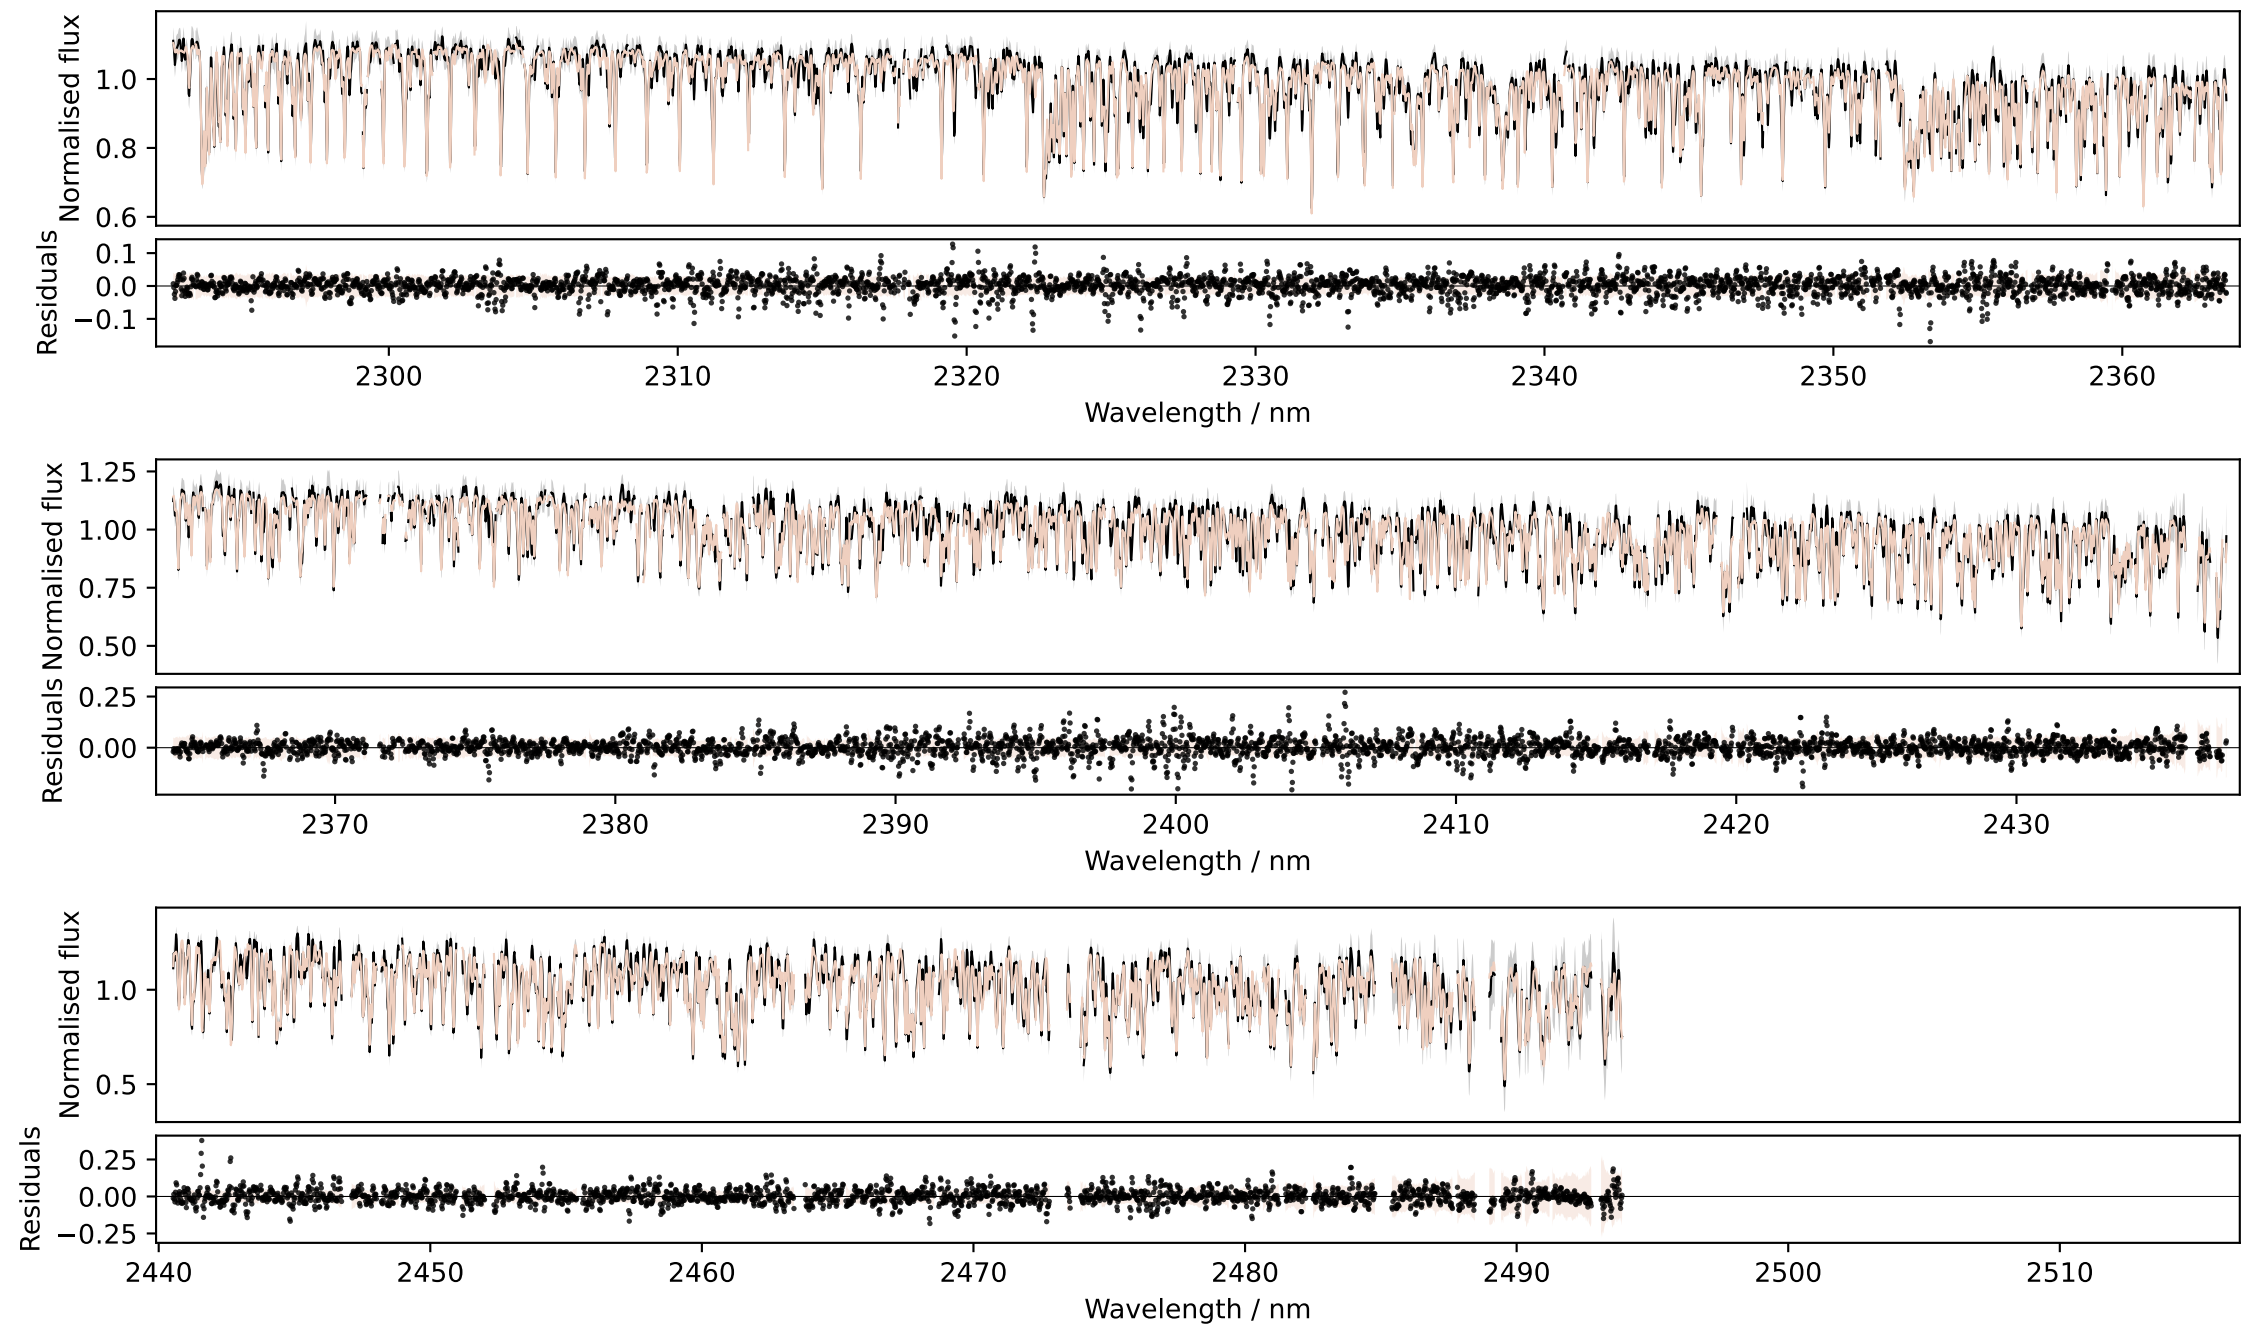 Normalised flux
1.0
0.8
0.6
Residuals
0.1
0.0
−0.1
2300 2310 2320 2330 2340 2350 2360
Wavelength / nm
Normalised flux
1.25
1.00
0.75
0.50
Residuals
0.25
0.00
2370 2380 2390 2400 2410 2420 2430
Wavelength / nm
Normalised flux
1.0
0.5
Residuals
0.25
0.00
−0.25
2440 2450 2460 2470 2480 2490 2500 2510
Wavelength / nm